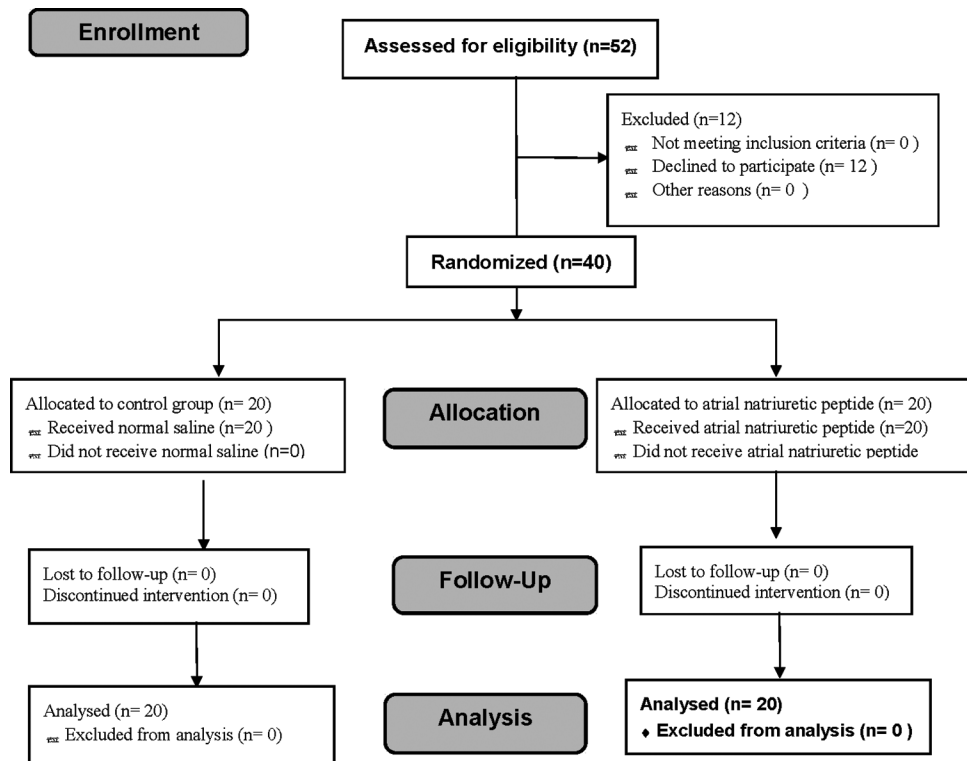 Enrollment
Assessed for eligibility (n=52)
Excluded (n=12)
Not meeting inclusion criteria (n= 0 )
Declined to participate (n= 12 )
Other reasons (n= 0 )
Randomized (n=40)
Allocated to control group (n= 20)
Received normal saline (n=20 )
Did not receive normal saline (n=0)
Allocation
Allocated to atrial natriuretic peptide (n= 20)
Received atrial natriuretic peptide (n=20)
Did not receive atrial natriuretic peptide
Lost to follow-up (n= 0)
Discontinued intervention (n= 0)
Follow-Up
Lost to follow-up (n= 0)
Discontinued intervention (n= 0)
Analysed (n= 20)
Excluded from analysis (n= 0)
Analysis
Analysed (n= 20)
♦ Excluded from analysis (n= 0 )